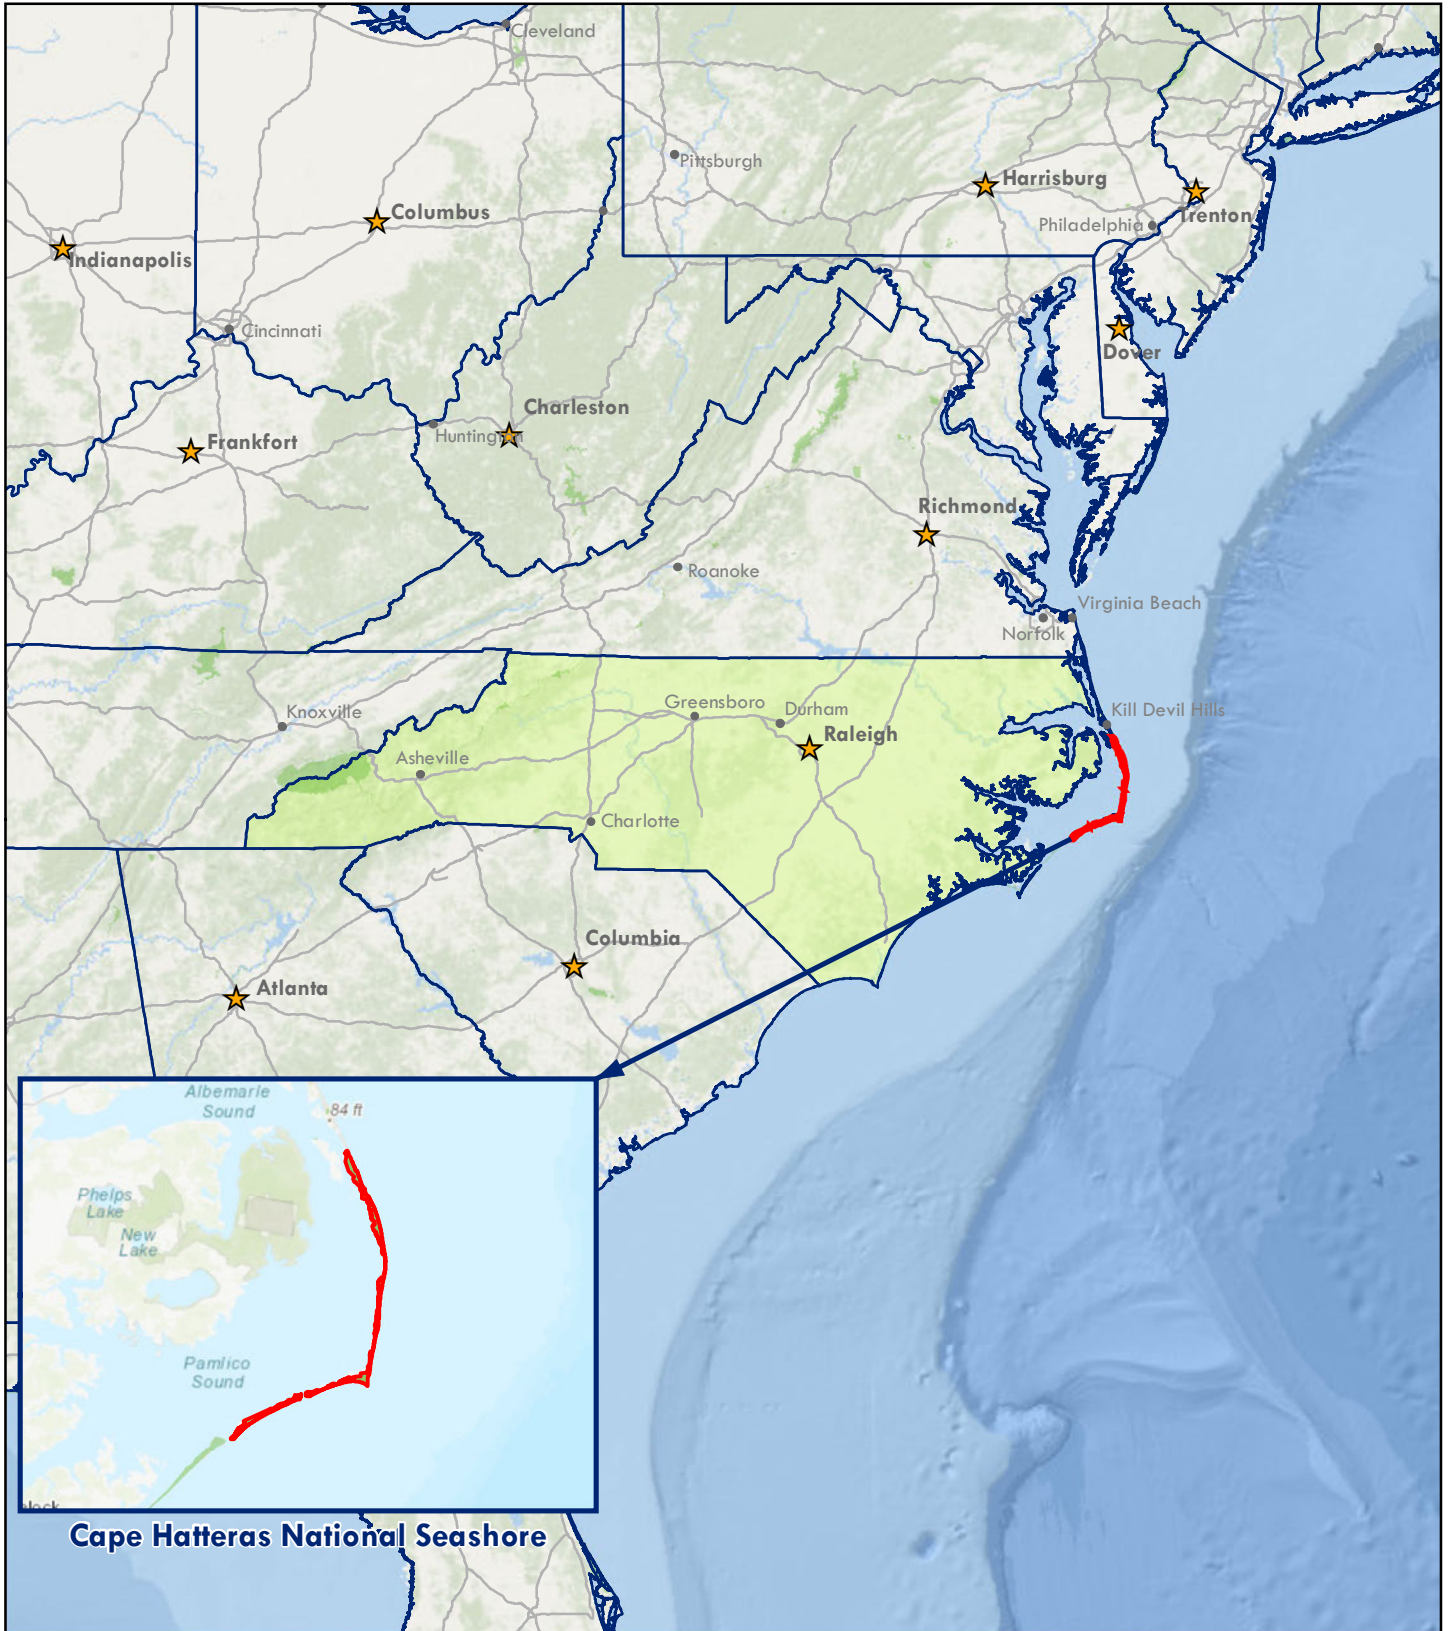 Cleveland
Pittsburgh
Harrisburg
Columbus
Trenton
Philadelphia
Indianapolis
Cincinnati
Dover
Charleston
Huntington
Frankfort
Richmond
Roanoke
Virginia Beach
Norfolk
Knoxville
Greensboro
Durham
Kill Devil Hills
Raleigh
Asheville
Charlotte
Columbia
Atlanta
Albemarle
Sound
84 ft
Phelps
Lake
New
Lake
Pamlico
Sound
Cape Hatteras National Seashore